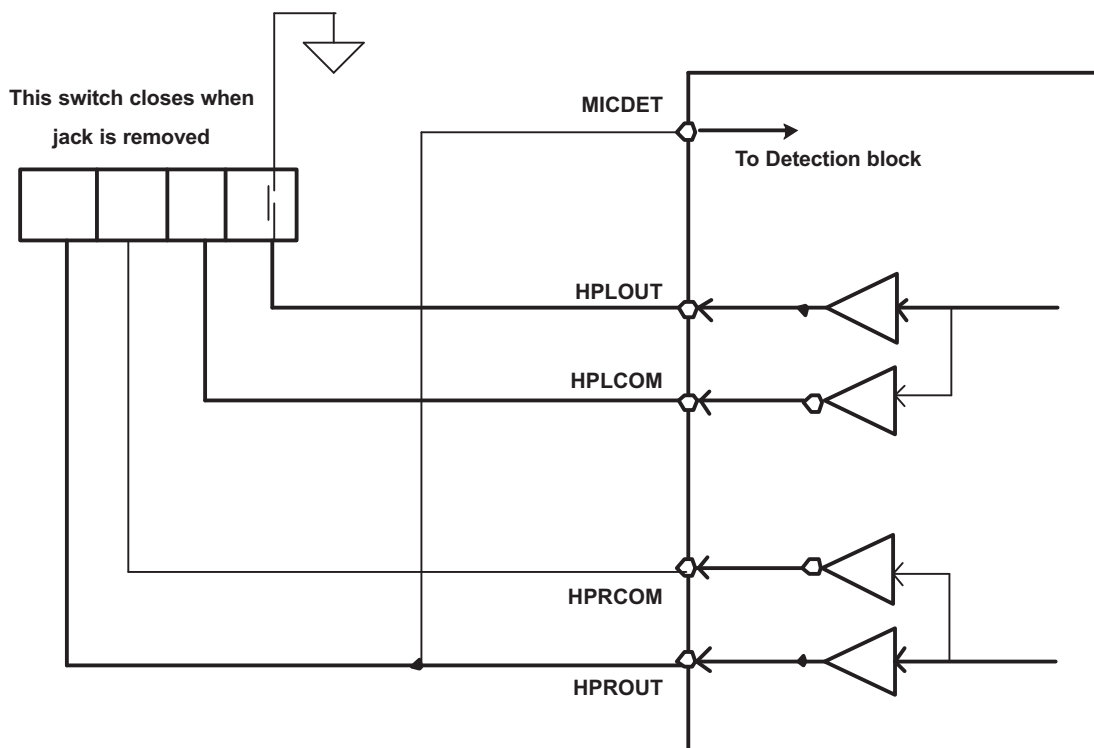 This switch closes when
jack is removed
MICDET
To Detection block
HPLOUT
HPLCOM
HPRCOM
HPROUT